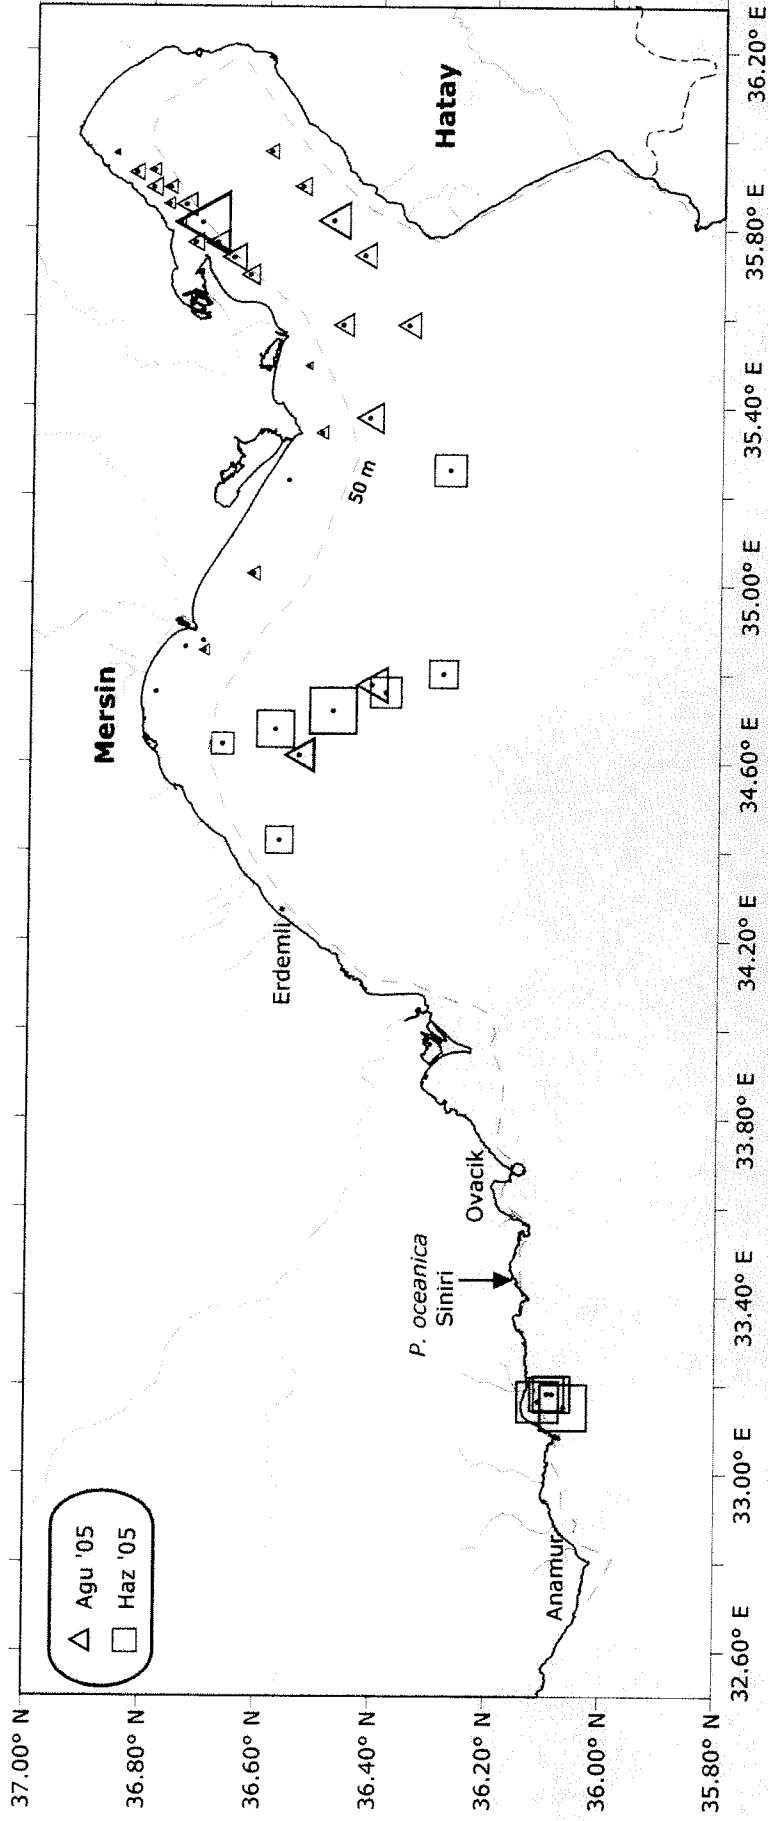 37.00° N
36.80° N
36.60° N
36.40° N
36.20° N
36.00° N
35.80° N
Agu '05
Haz '05
Mersin
Hatay
50 m
Erdemli
Ovacik
P. oceanica
Siniri
Anamur
32.60° E
33.00° E
33.40° E
33.80° E
34.20° E
34.60° E
35.00° E
35.40° E
35.80° E
36.20° E